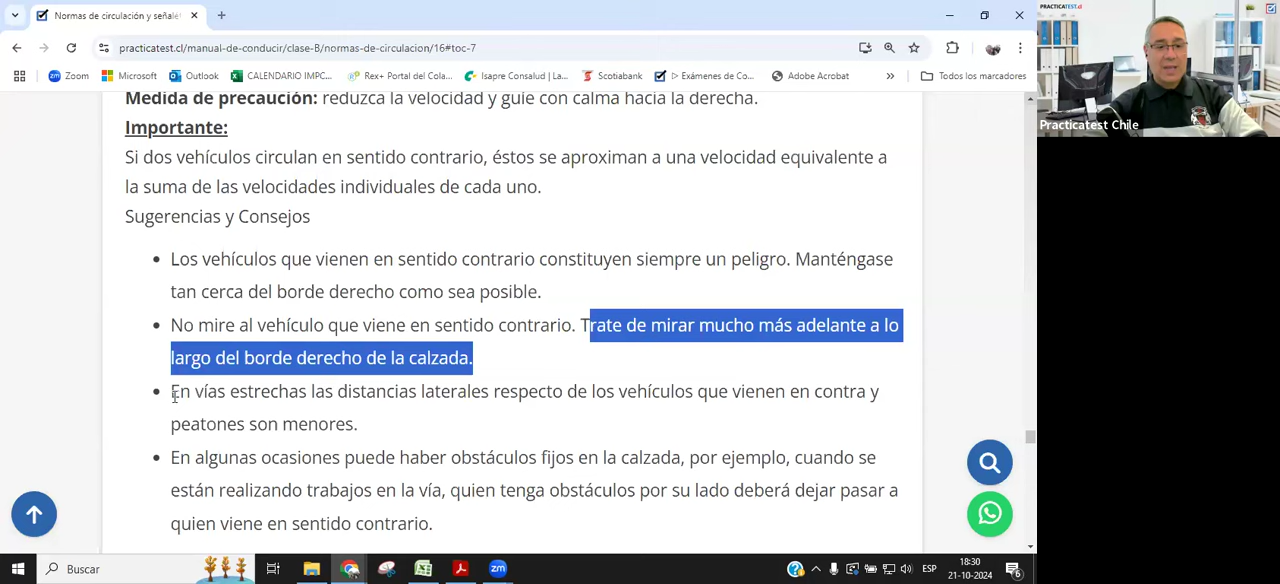 Normas de circulación y señalét
practicatest.cl/manual-de-conducir/clase-B/normas-de-circulacion/16#toc-7
Zoom
Microsoft
Outlook
CALENDARIO IMPC...
Rex+ Portal del Cola...
Isapre Consalud | La...
Scotiabank
▷ Exámenes de Co...
Adobe Acrobat
»
Todos los marcadores
PRACTICATEST.cl
Practicatest Chile
Medida de precaución: reduzca la velocidad y guíe con calma hacia la derecha.
Importante:
Si dos vehículos circulan en sentido contrario, éstos se aproximan a una velocidad equivalente a
la suma de las velocidades individuales de cada uno.
Sugerencias y Consejos
• Los vehículos que vienen en sentido contrario constituyen siempre un peligro. Manténgase
tan cerca del borde derecho como sea posible.
• No mire al vehículo que viene en sentido contrario. Trate de mirar mucho más adelante a lo
largo del borde derecho de la calzada.
• En vías estrechas las distancias laterales respecto de los vehículos que vienen en contra y
peatones son menores.
• En algunas ocasiones puede haber obstáculos fijos en la calzada, por ejemplo, cuando se
están realizando trabajos en la vía, quien tenga obstáculos por su lado deberá dejar pasar a
quien viene en sentido contrario.
Buscar
zm
ESP
18:30
21-10-2024
6